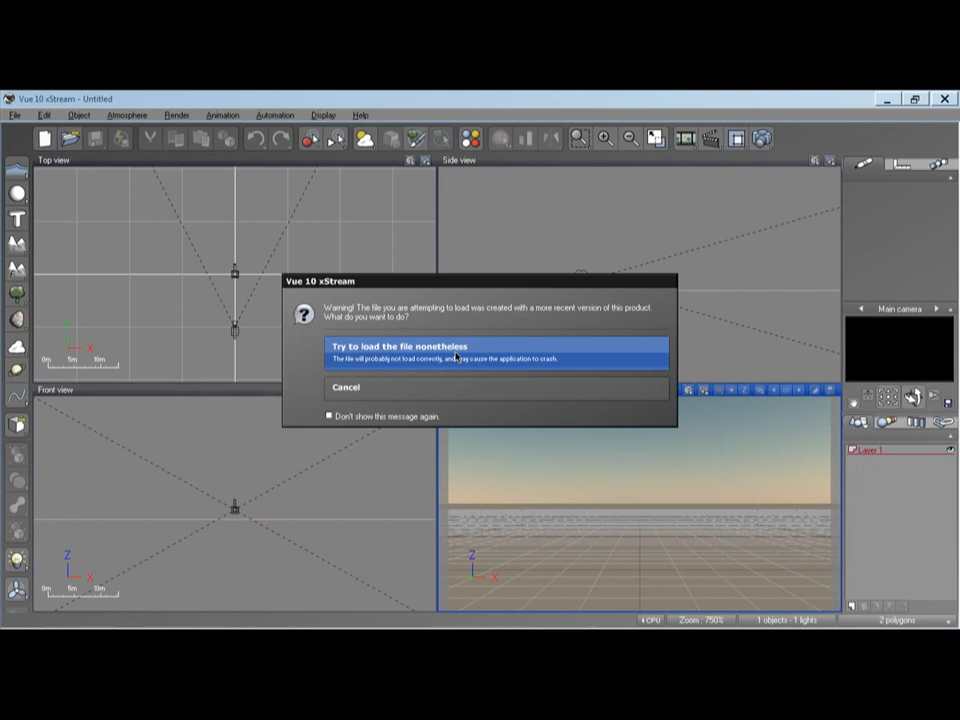 Vue 10 xStream - Untitled
File Edit Object Atmosphere Render Animation Automation Display Help
Top view
Side view
X
0m 5m 10m
Vue 10 xStream
Warning! The file you are attempting to load was created with a more recent version of this product.
What do you want to do?
Try to load the file nonetheless
The file will probably not load correctly, and may cause the application to crash.
Cancel
Don't show this message again.
Main camera
Front view
Layer 1
Z
X
0m 5m 10m
Z
X
4 CPU
Zoom : 750%
1 objects - 1 lights
2 polygons